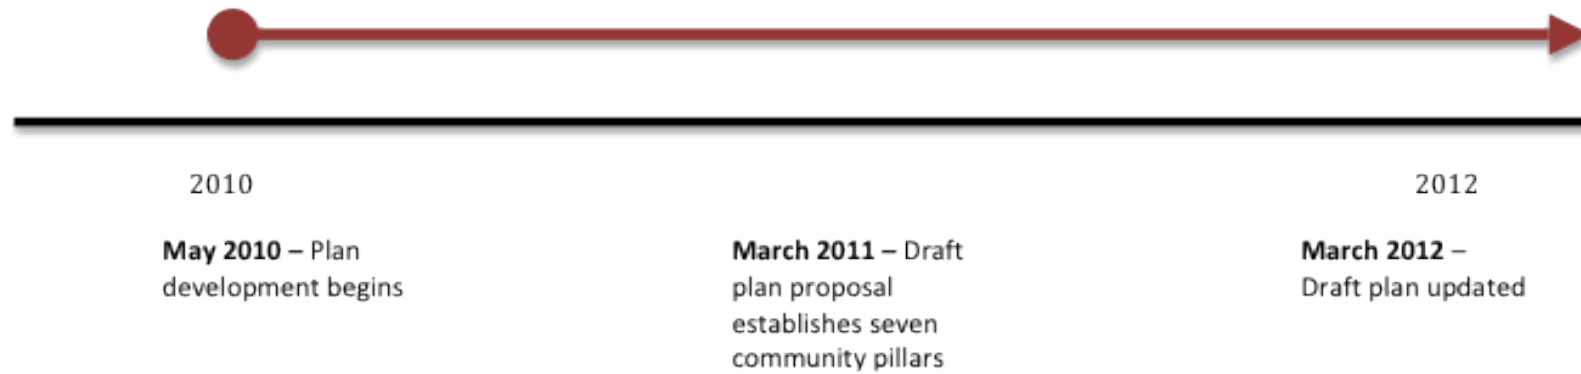 2010
2012
May 2010 – Plan
development begins
March 2011 – Draft
plan proposal
establishes seven
community pillars
March 2012 –
Draft plan updated